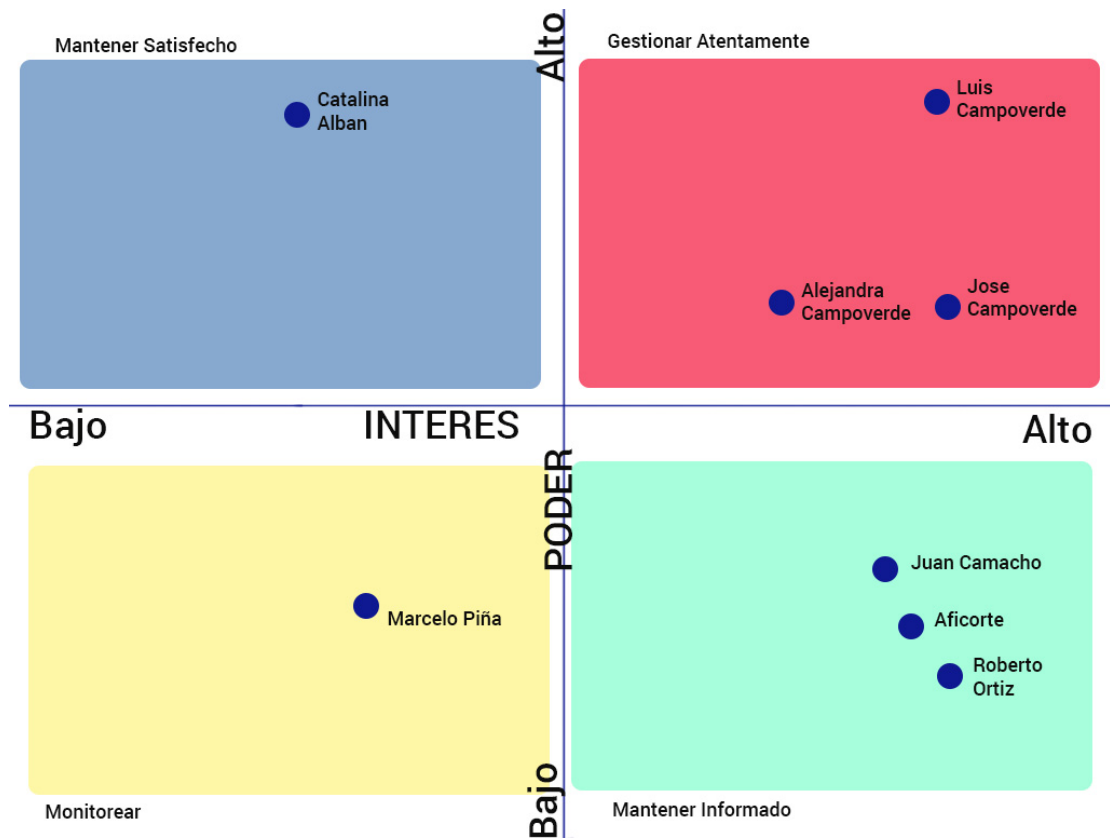 Mantener Satisfecho
Alto
Gestionar Atentamente
Catalina
Alban
Luis
Campoverde
Alejandra
Campoverde
Jose
Campoverde
Bajo
INTERES
Alto
PODER
Juan Camacho
Marcelo Piña
Aficorte
Roberto
Ortiz
Bajo
Monitorear
Mantener Informado